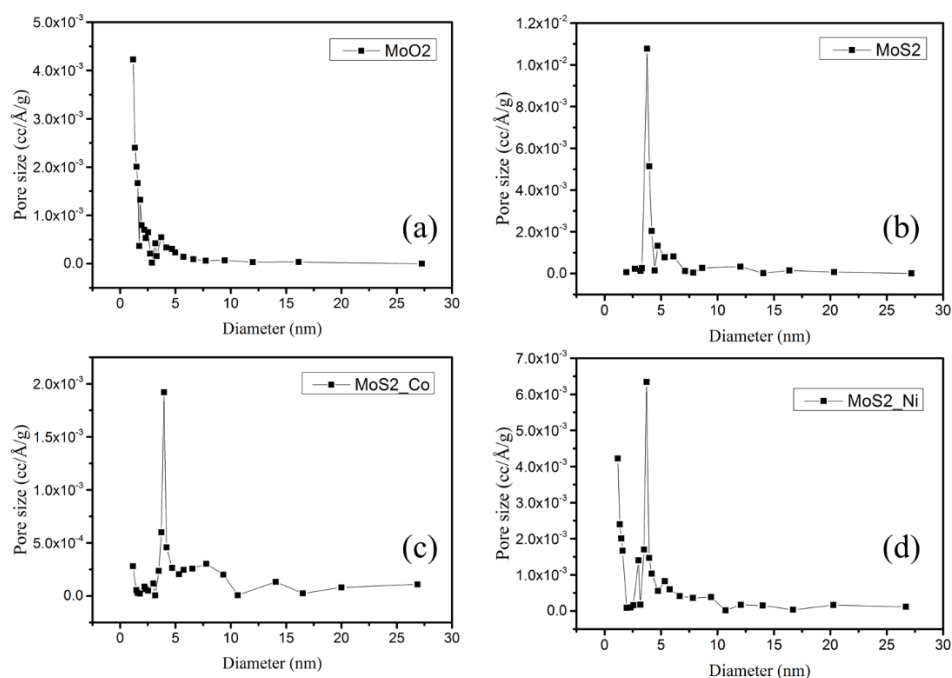 5.0x10⁻³
4.0x10⁻³
3.0x10⁻³
2.0x10⁻³
1.0x10⁻³
0.0
Pore size (cc/Å/g)
MoO2
(a)
0 5 10 15 20 25 30
Diameter (nm)
1.0x10⁻²
8.0x10⁻³
6.0x10⁻³
4.0x10⁻³
2.0x10⁻³
0.0
Pore size (cc/Å/g)
MoS2
(b)
0 5 10 15 20 25 30
Diameter (nm)
2.0x10⁻³
1.5x10⁻³
1.0x10⁻³
5.0x10⁻⁴
0.0
Pore size (cc/Å/g)
MoS2_Co
(c)
0 5 10 15 20 25 30
Diameter (nm)
7.0x10⁻³
6.0x10⁻³
5.0x10⁻³
4.0x10⁻³
3.0x10⁻³
2.0x10⁻³
1.0x10⁻³
0.0
Pore size (cc/Å/g)
MoS2_Ni
(d)
0 5 10 15 20 25 30
Diameter (nm)